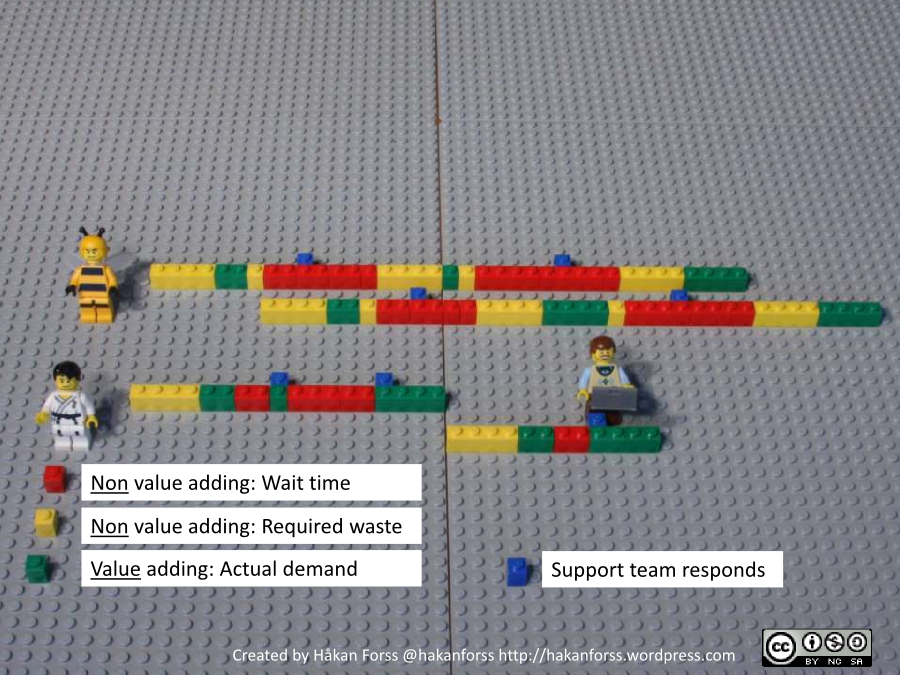 Non value adding: Wait time
Non value adding: Required waste
Value adding: Actual demand
Support team responds
Created by Håkan Forss @hakanforss http://hakanforss.wordpress.com
cc
BY NC SA